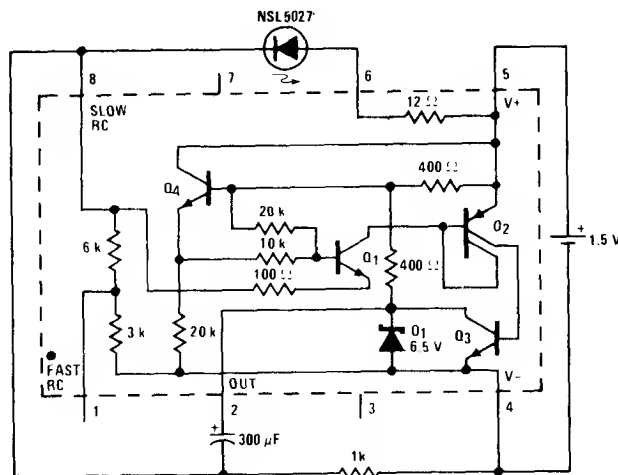 NSL5027
8
7
6
5
SLOW
RC
12 Ω
V+
Q4
400 Ω
20 k
Q2
6 k
10 k
Q1
+
1.5 V
100 Ω
400 Ω
3 k
20 k
Q1
6.5 V
Q3
FAST
RC
OUT
V-
1
2
3
4
+
300 μF
1k